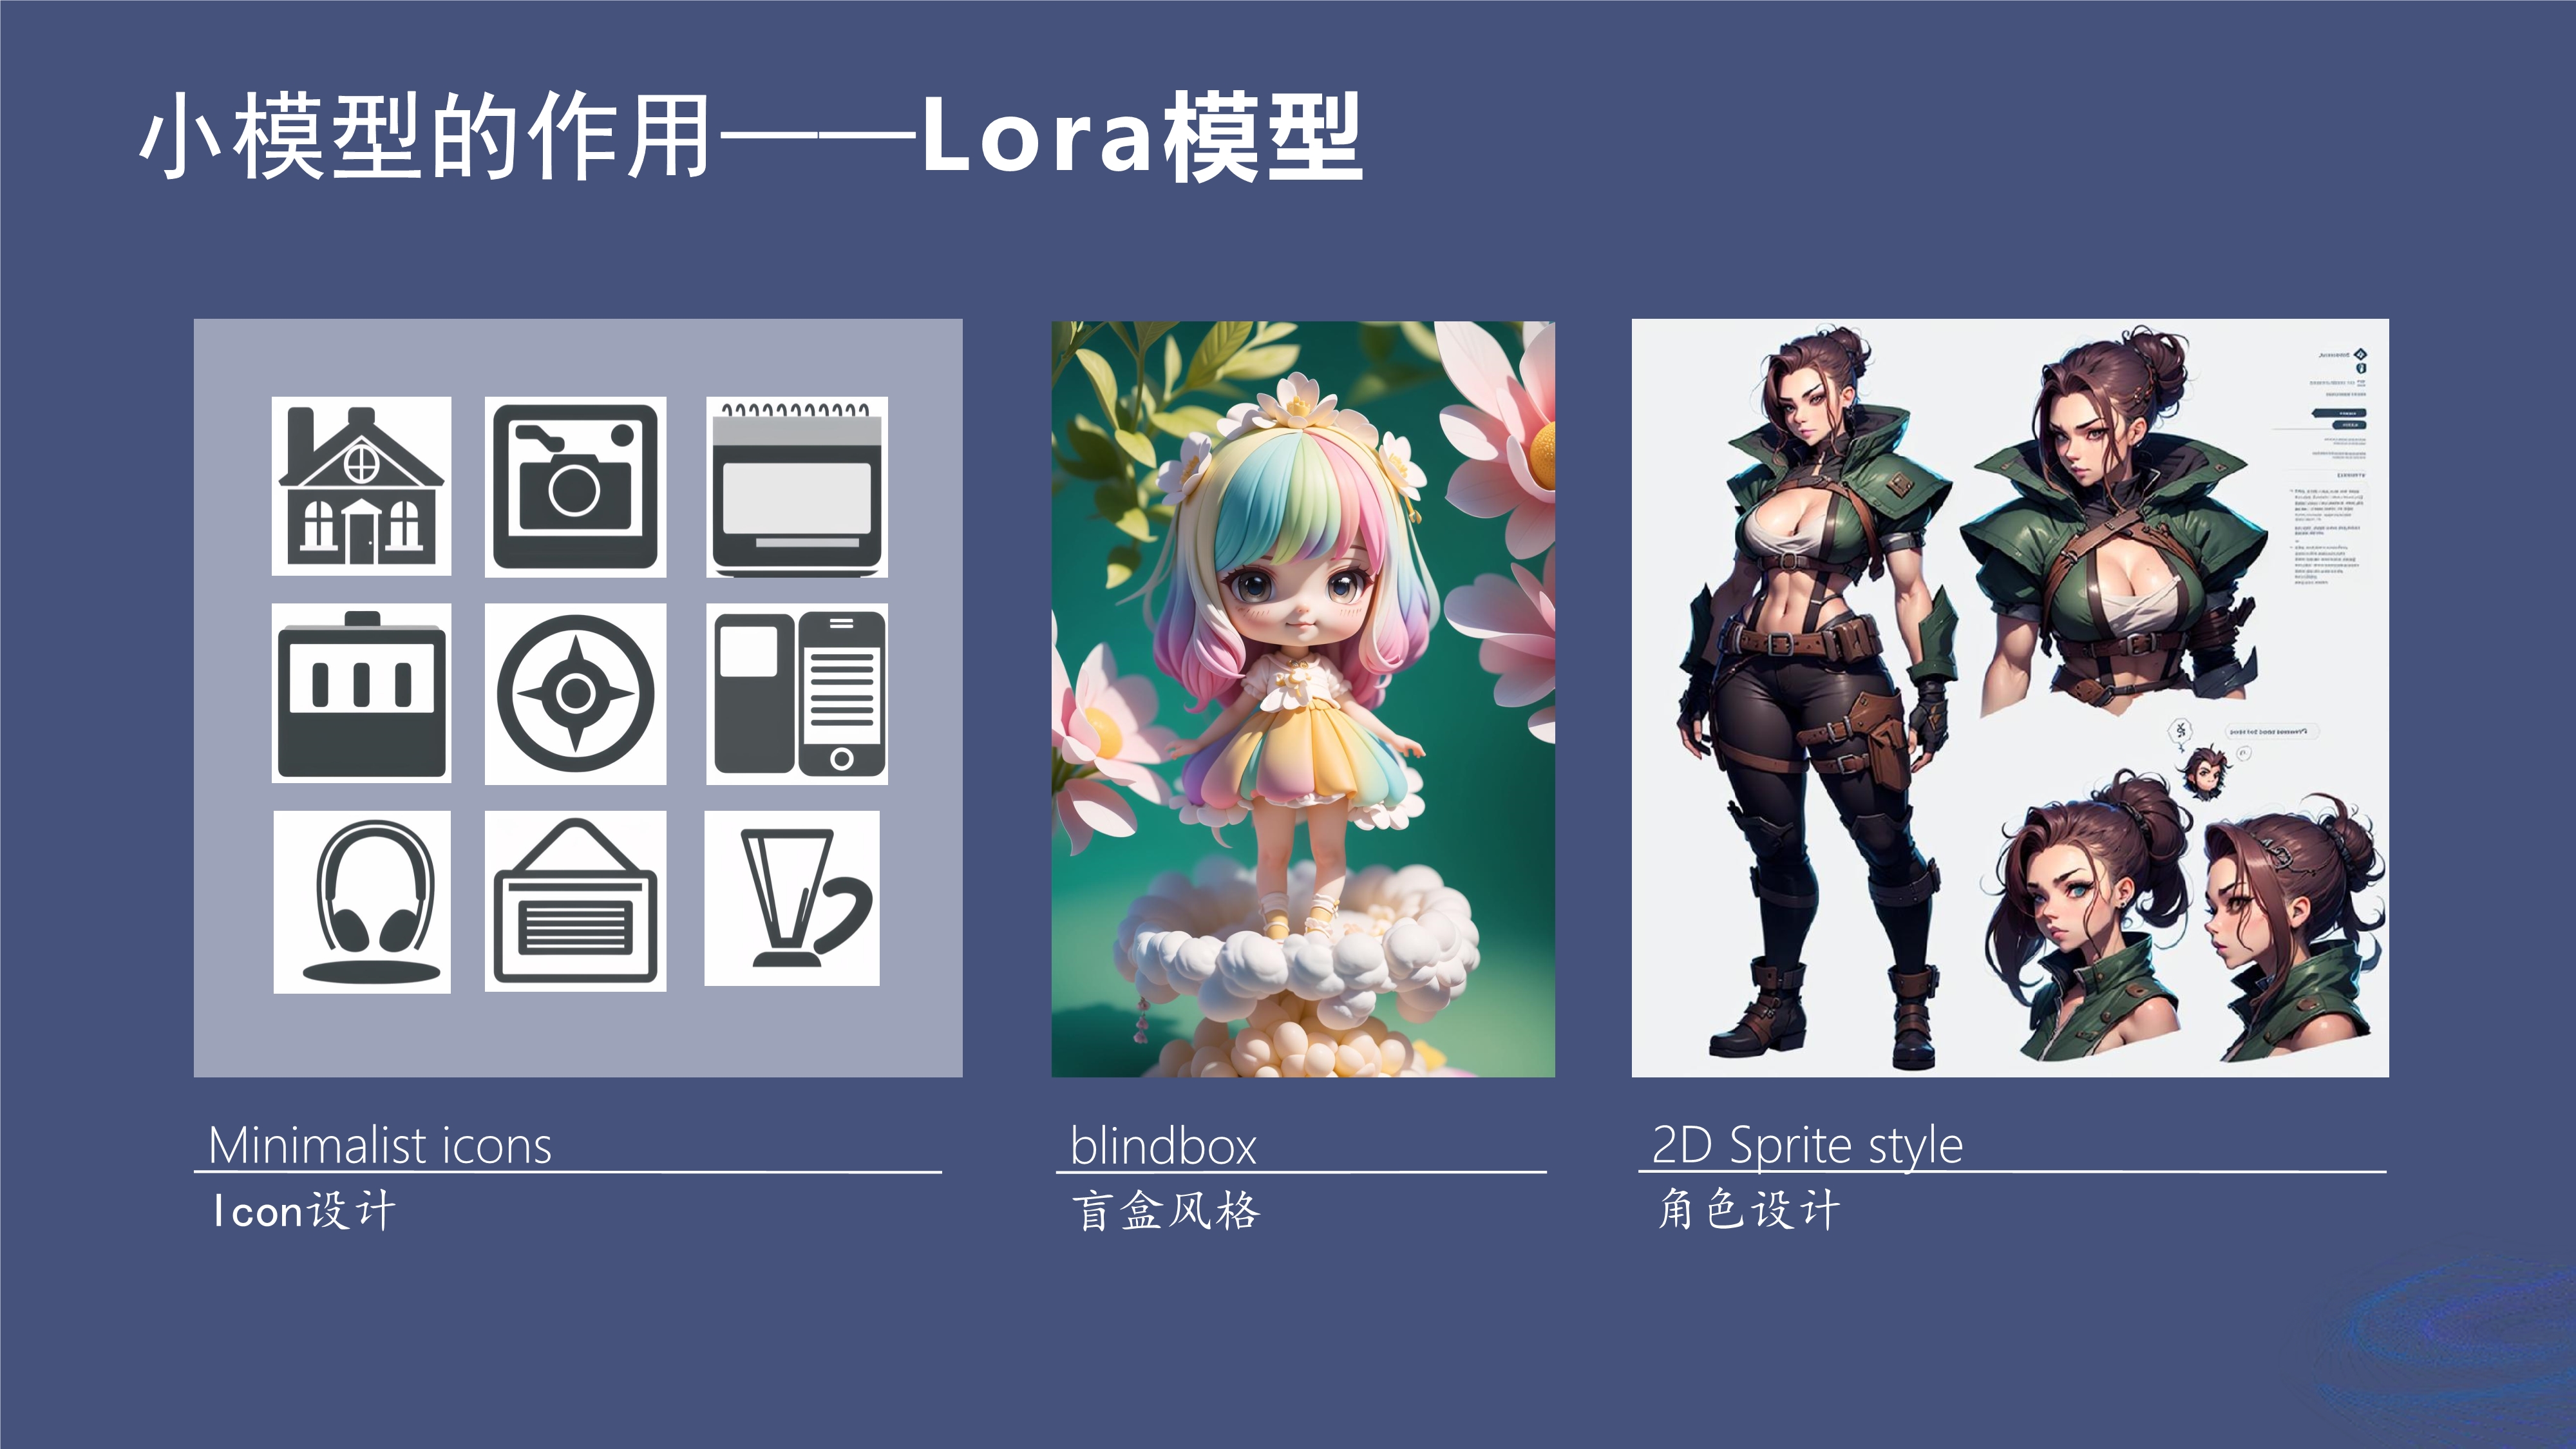 小模型的作用——Lora模型
Minimalist icons
Icon设计
blindbox
盲盒风格
2D Sprite style
角色设计